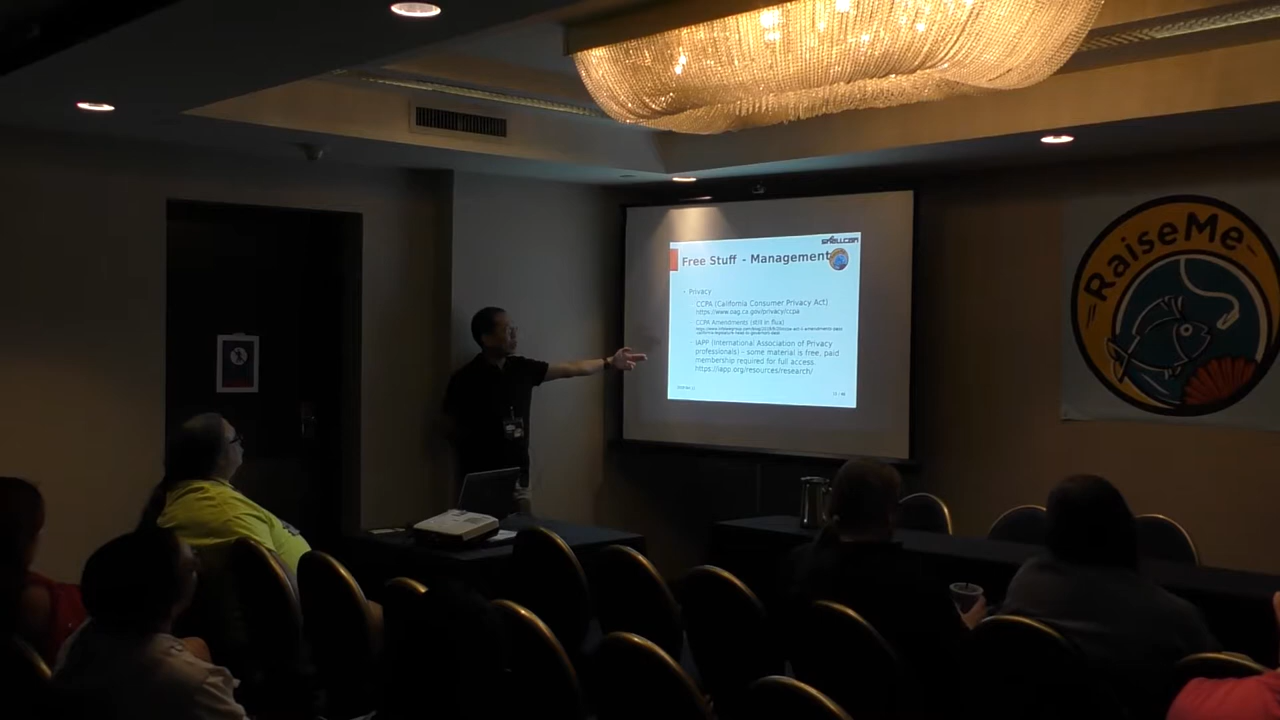 SHELLCON
Free Stuff - Management
• Privacy
– CCPA (California Consumer Privacy Act)
https://www.oag.ca.gov/privacy/ccpa
– CCPA Amendments (still in flux)
– IAPP (International Association of Privacy
professionals) – some material is free, paid
membership required for full access.
https://iapp.org/resources/research/
RaiseMe